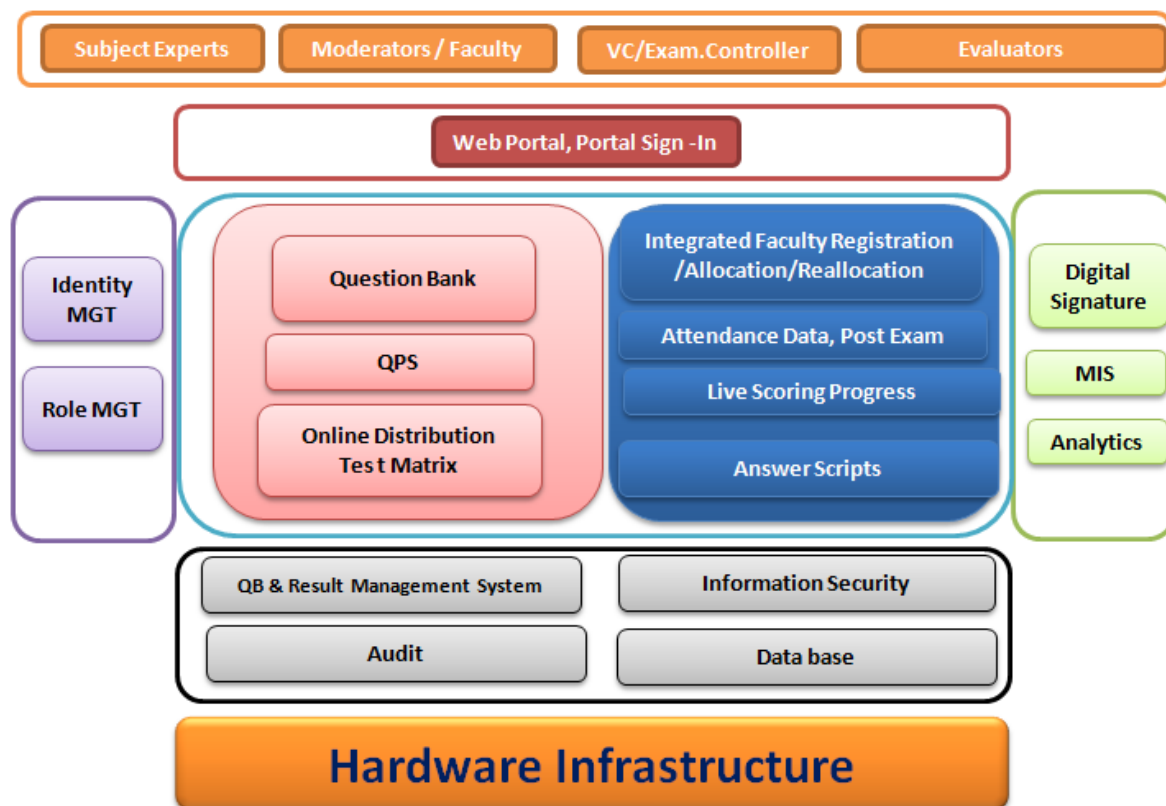 Subject Experts
Moderators / Faculty
VC/Exam.Controller
Evaluators
Web Portal, Portal Sign -In
Identity
MGT
Role MGT
Question Bank
QPS
Online Distribution
Test Matrix
Integrated Faculty Registration
/Allocation/Reallocation
Attendance Data, Post Exam
Live Scoring Progress
Answer Scripts
Digital
Signature
MIS
Analytics
QB & Result Management System
Information Security
Audit
Data base
Hardware Infrastructure